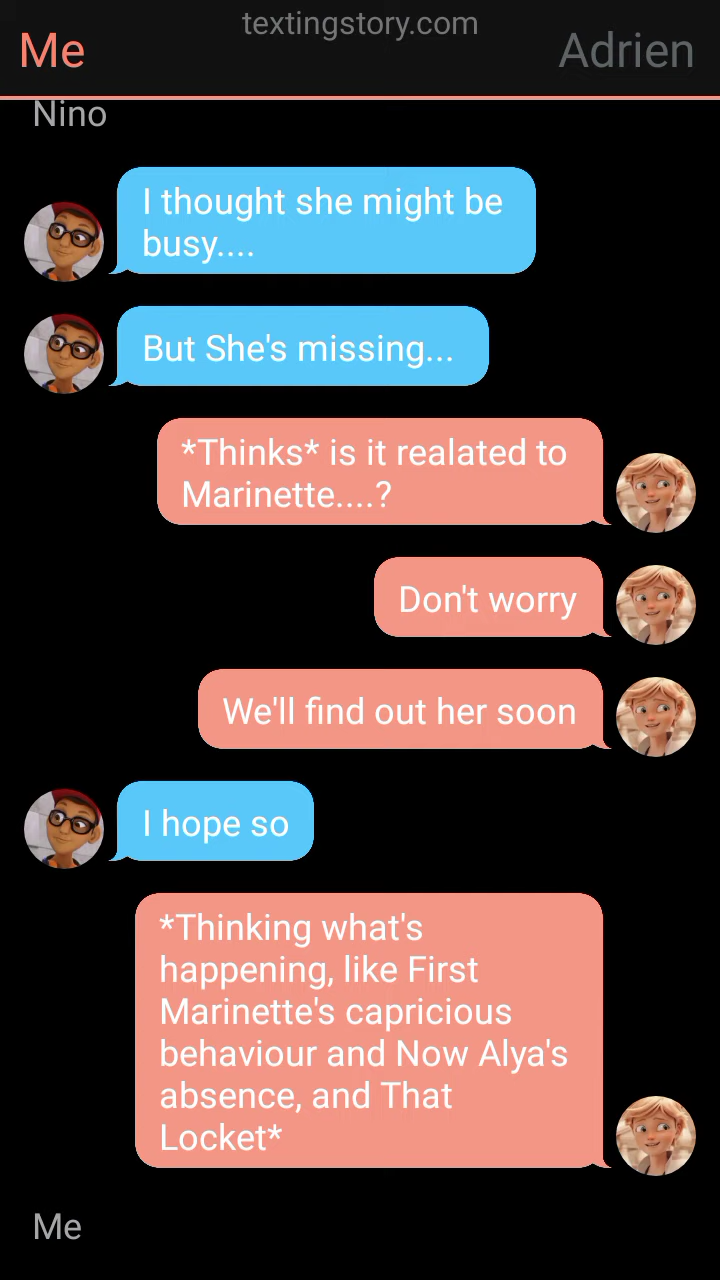 textingstory.com
Me
Adrien
Nino
I thought she might be
busy....
But She's missing...
*Thinks* is it realated to
Marinette....?
Don't worry
We'll find out her soon
I hope so
*Thinking what's
happening, like First
Marinette's capricious
behaviour and Now Alya's
absence, and That
Locket*
Me